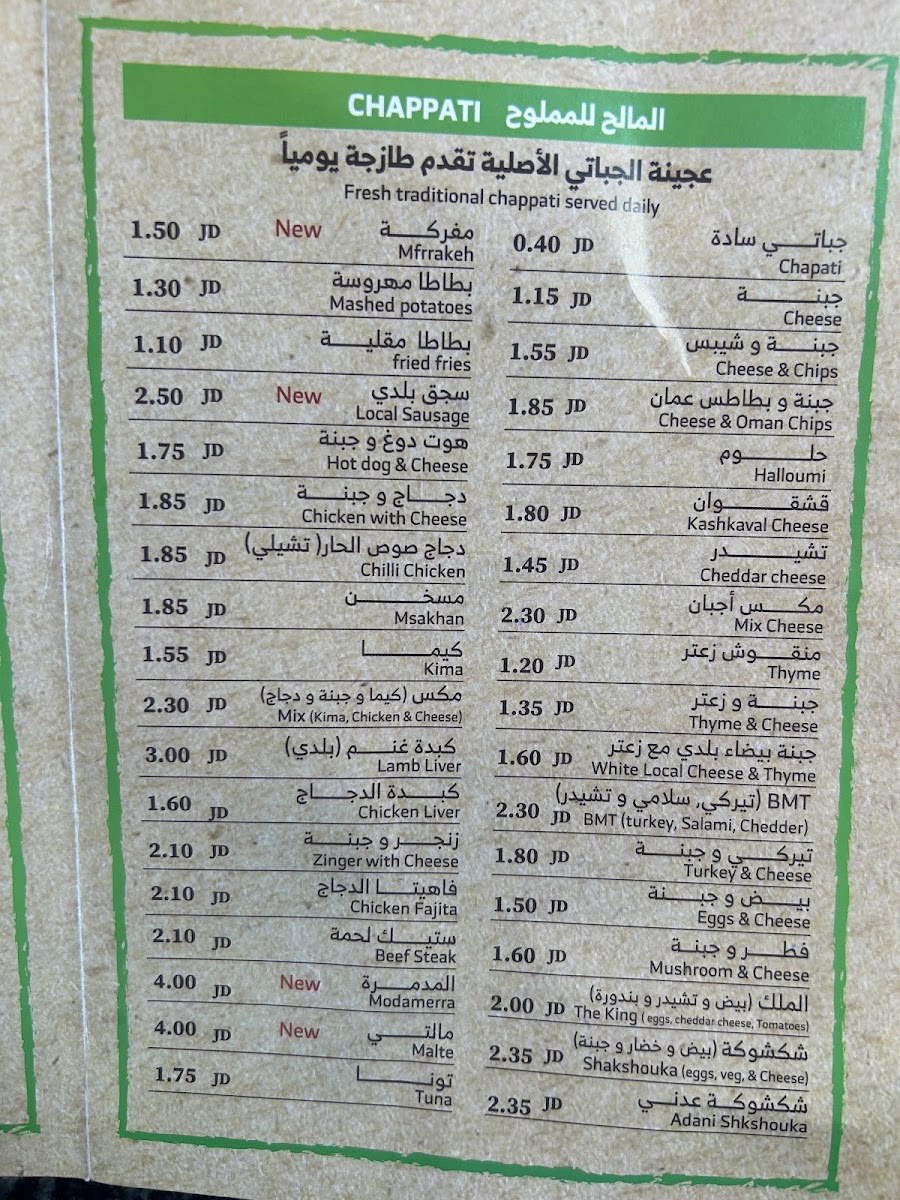 CHAPPATI المالح للمملوح
عجينة الجباتي الأصلية تقدم طازجة يومياً
Fresh traditional chappati served daily
جباتي سادة 0.40 JD
Chapati
جبنة 1.15 JD
Cheese
جبنة و شيبس 1.55 JD
Cheese & Chips
جبنة و بطاطس عمان 1.85 JD
Cheese & Oman Chips
حلوم 1.75 JD
Halloumi
قشقوان 1.80 JD
Kashkaval Cheese
تشيدر 1.45 JD
Cheddar cheese
مكس أجبان 2.30 JD
Mix Cheese
منقوش زعتر 1.20 JD
Thyme
جبنة و زعتر 1.35 JD
Thyme & Cheese
جبنة بيضاء بلدي مع زعتر 1.60 JD
White Local Cheese & Thyme
BMT (تيركي, سلامي و تشيدر) 2.30 JD
BMT (turkey, Salami, Chedder)
تيركي و جبنة 1.80 JD
Turkey & Cheese
بيض و جبنة 1.50 JD
Eggs & Cheese
فطر و جبنة 1.60 JD
Mushroom & Cheese
الملك (بيض و تشيدر و بندورة) 2.00 JD
The King ( eggs, cheddar cheese, Tomatoes)
شكشوكة (بيض و خضار و جبنة) 2.35 JD
Shakshouka (eggs, veg, & Cheese)
شكشوكة عدني 2.35 JD
Adani Shkshouka
مفركة New 1.50 JD
Mfrrakeh
بطاطا مهروسة 1.30 JD
Mashed potatoes
بطاطا مقلية 1.10 JD
fried fries
سجق بلدي New 2.50 JD
Local Sausage
هوت دوغ و جبنة 1.75 JD
Hot dog & Cheese
دجاج و جبنة 1.85 JD
Chicken with Cheese
دجاج صوص الحار( تشيلي) 1.85 JD
Chilli Chicken
مسخن 1.85 JD
Msakhan
كيما 1.55 JD
Kima
مكس (كيما و جبنة و دجاج) 2.30 JD
Mix (Kima, Chicken & Cheese)
كبدة غنم (بلدي) 3.00 JD
Lamb Liver
كبدة الدجاج 1.60 JD
Chicken Liver
زنجر و جبنة 2.10 JD
Zinger with Cheese
فاهيتا الدجاج 2.10 JD
Chicken Fajita
ستيك لحمة 2.10 JD
Beef Steak
المدمرة New 4.00 JD
Modamerra
مالتي New 4.00 JD
Malte
تونا 1.75 JD
Tuna